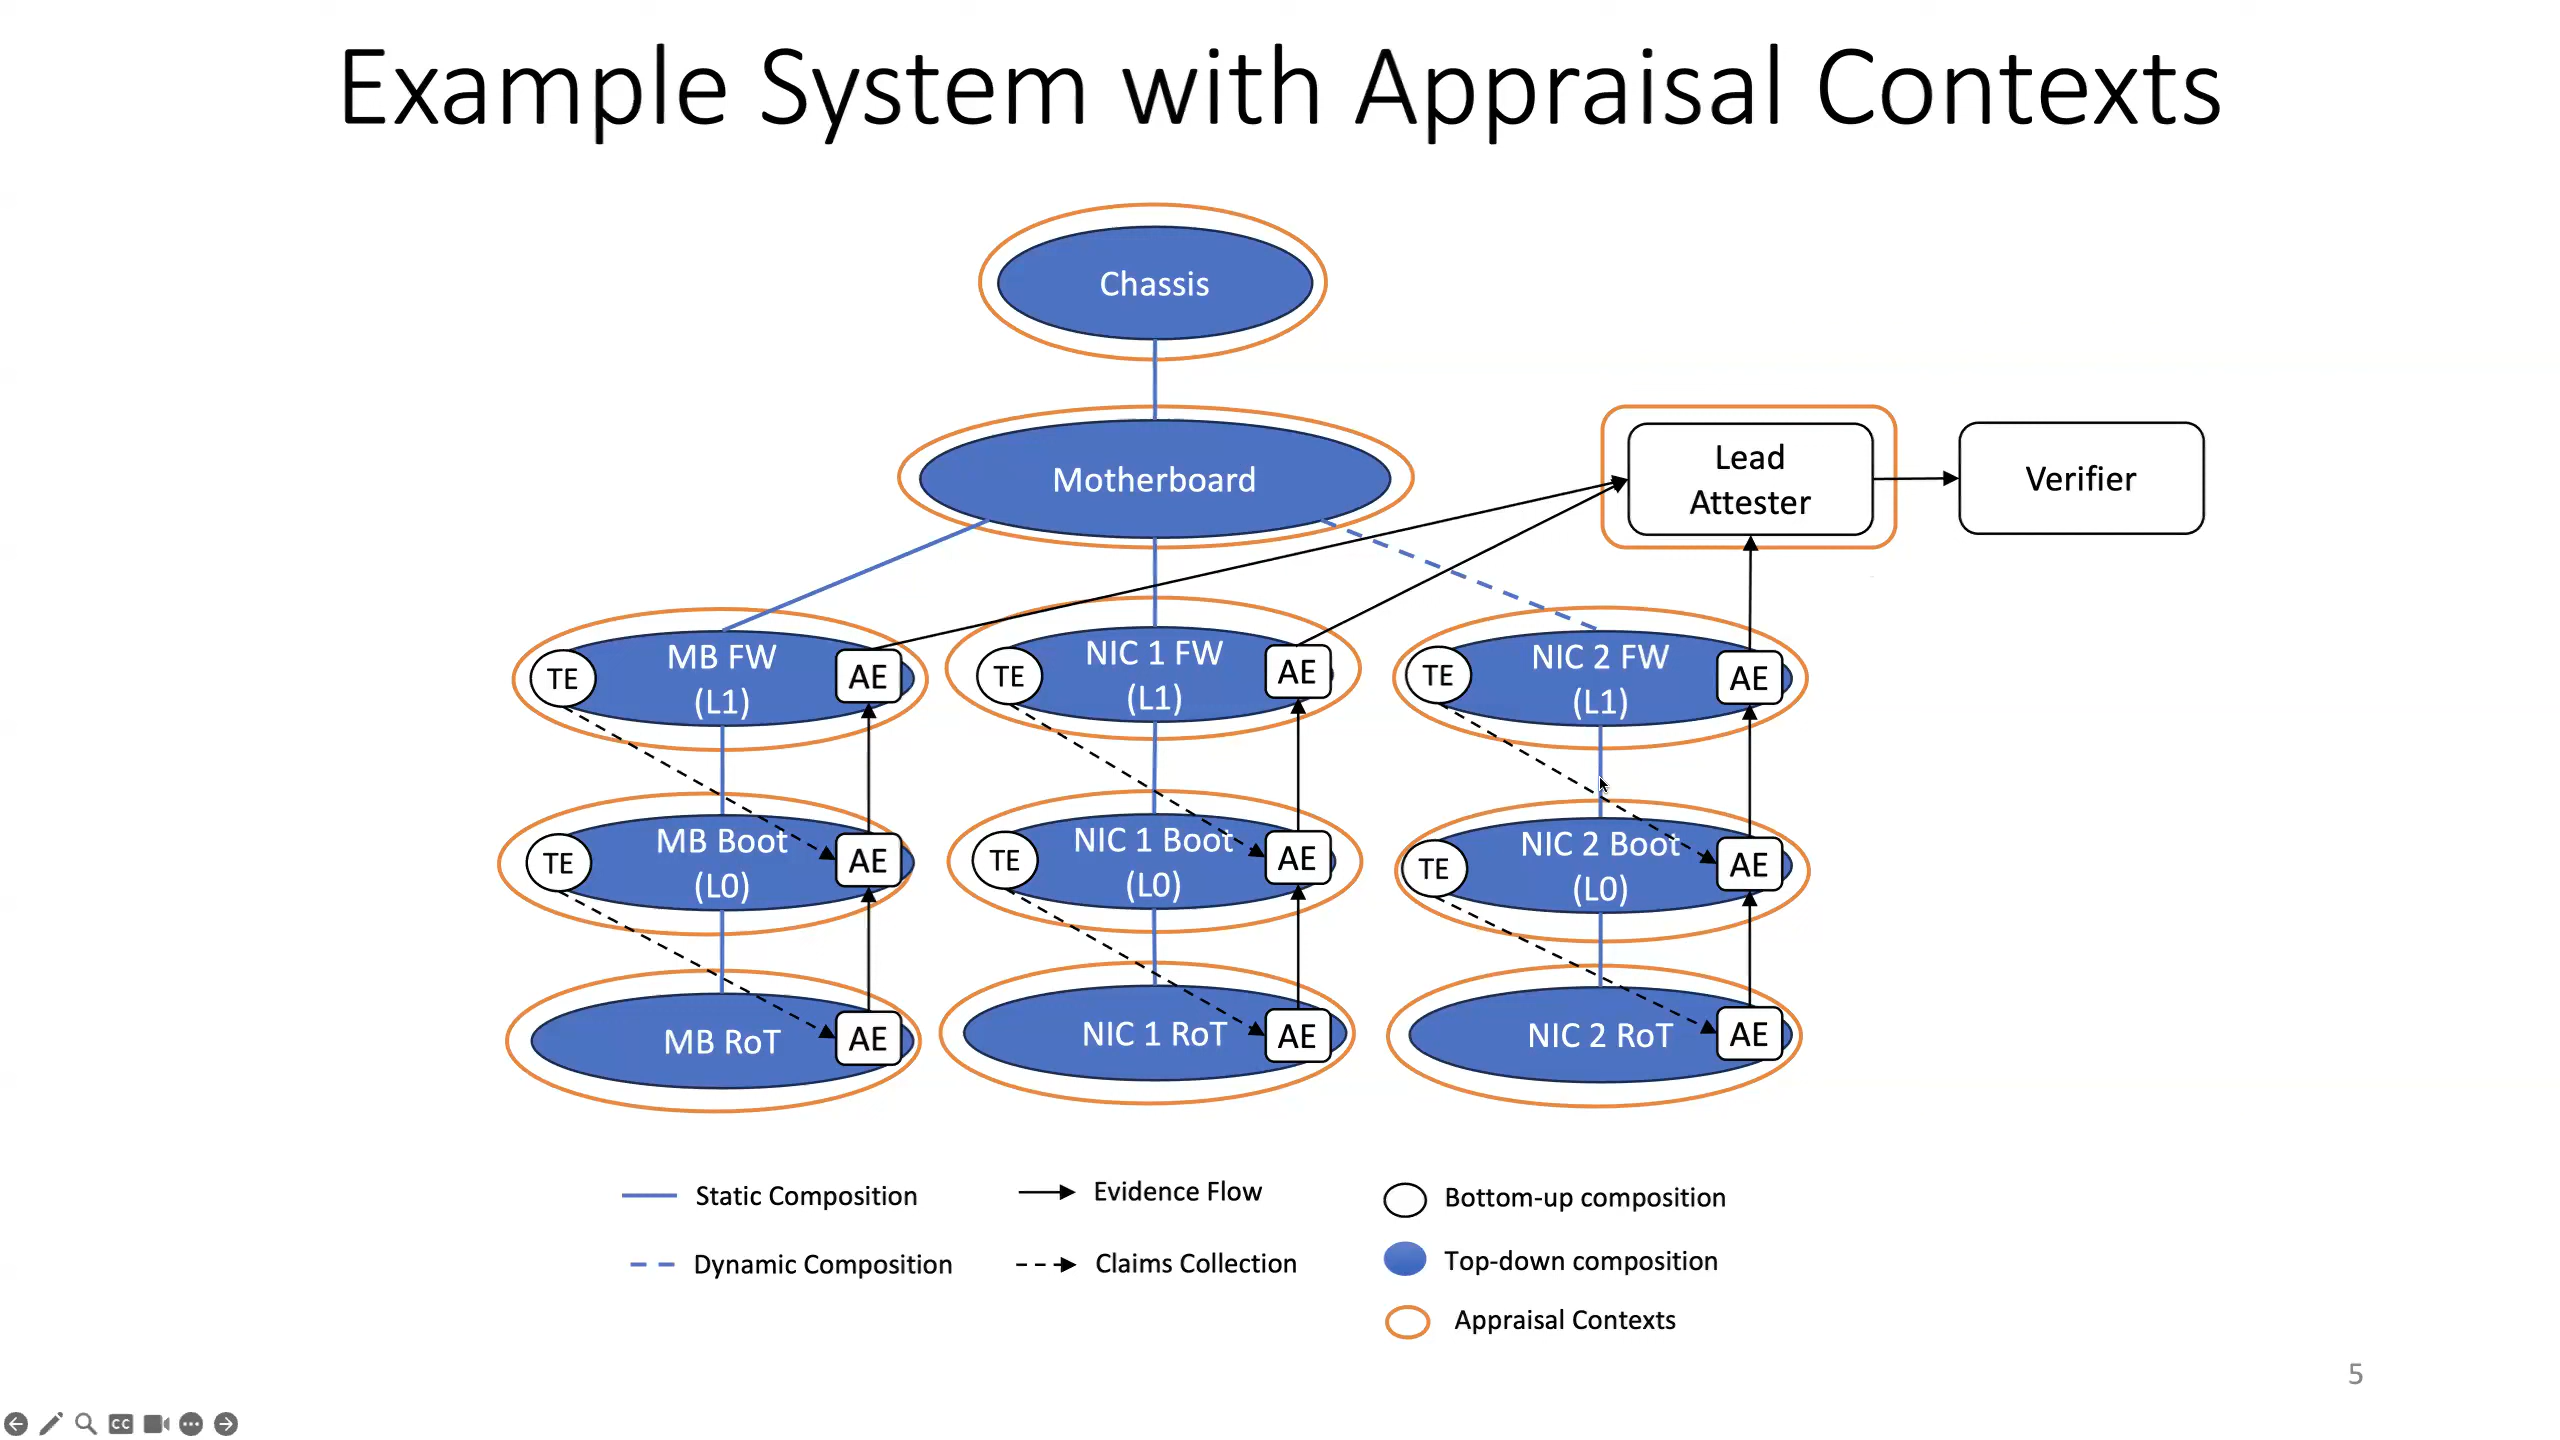 Example System with Appraisal Contexts
Chassis
Motherboard
Lead
Attester
Verifier
TE
MB FW
(L1)
AE
TE
NIC 1 FW
(L1)
AE
TE
NIC 2 FW
(L1)
AE
TE
MB Boot
(L0)
AE
TE
NIC 1 Boot
(L0)
AE
TE
NIC 2 Boot
(L0)
AE
MB RoT
AE
NIC 1 RoT
AE
NIC 2 RoT
AE
Static Composition
Evidence Flow
Bottom-up composition
Dynamic Composition
Claims Collection
Top-down composition
Appraisal Contexts
5
CC